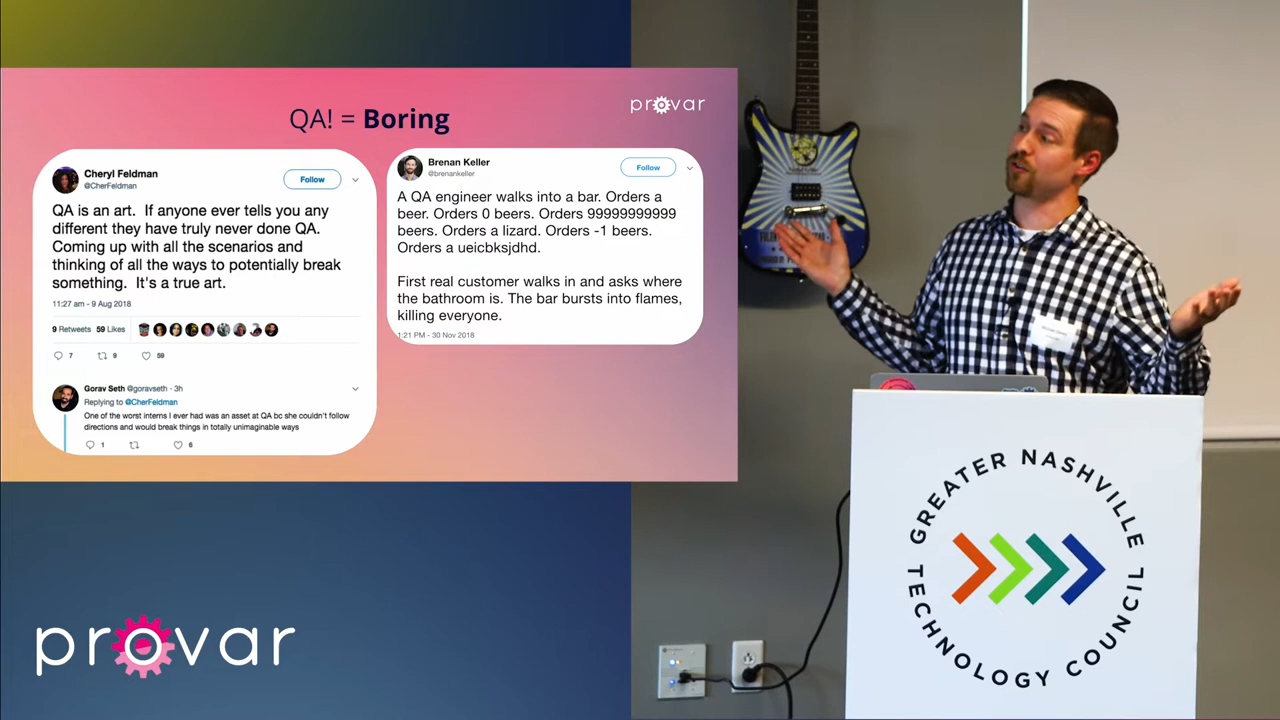 QA! = Boring
provar
Cheryl Feldman
@CherFeldman
Follow
QA is an art. If anyone ever tells you any
different they have truly never done QA.
Coming up with all the scenarios and
thinking of all the ways to potentially break
something. It's a true art.
11:27 am - 9 Aug 2018
9 Retweets 59 Likes
7 9 59
Gorav Seth @goravseth · 3h
Replying to @CherFeldman
One of the worst interns I ever had was an asset at QA bc she couldn't follow
directions and would break things in totally unimaginable ways
1 6
Brenan Keller
@brenankeller
Follow
A QA engineer walks into a bar. Orders a
beer. Orders 0 beers. Orders 99999999999
beers. Orders a lizard. Orders -1 beers.
Orders a ueicbksjdhd.
First real customer walks in and asks where
the bathroom is. The bar bursts into flames,
killing everyone.
1:21 PM - 30 Nov 2018
provar
GREATER NASHVILLE
TECHNOLOGY COUNCIL